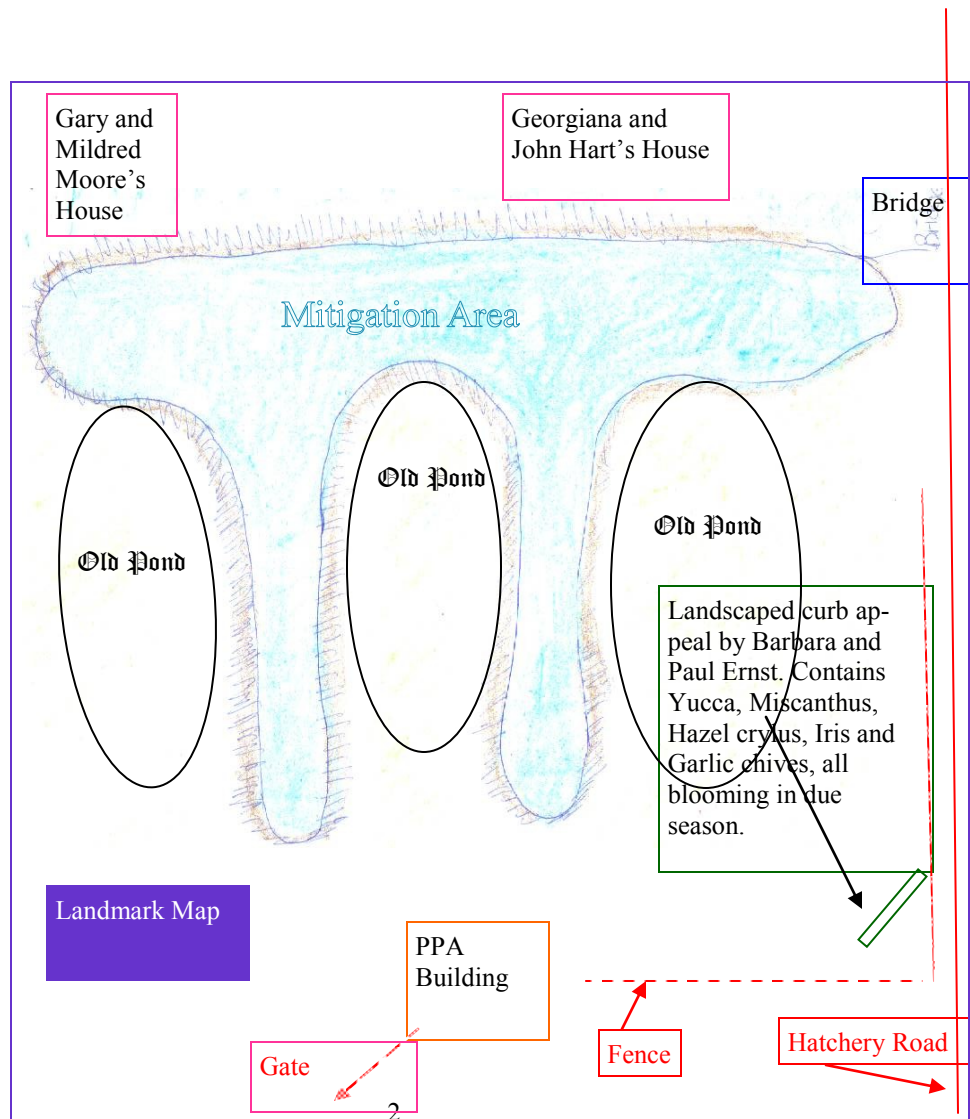 Gary and
Mildred
Moore's
House
Georgiana and
John Hart's House
Bridge
Bridge
Mitigation Area
Old Pond
Old Pond
Old Pond
Landscaped curb ap-
peal by Barbara and
Paul Ernst. Contains
Yucca, Miscanthus,
Hazel crylus, Iris and
Garlic chives, all
blooming in due
season.
Landmark Map
PPA
Building
Fence
Hatchery Road
Gate
2